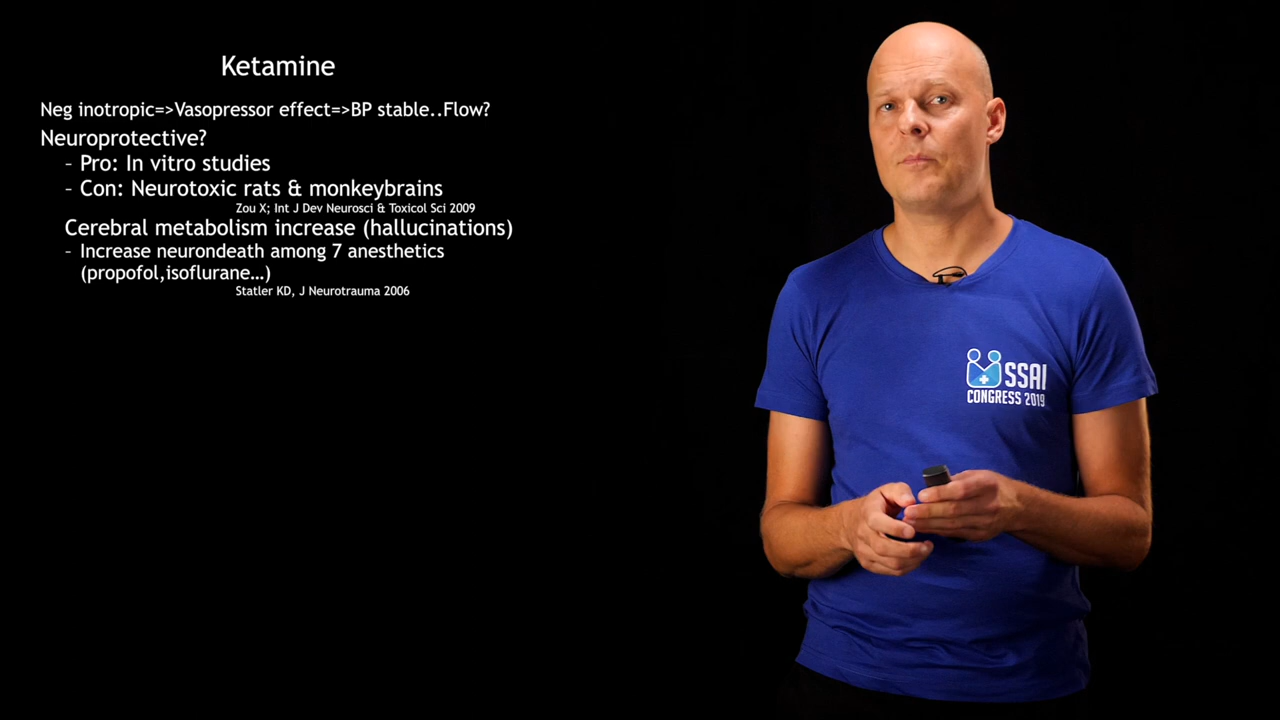 Ketamine
Neg inotropic=>Vasopressor effect=>BP stable..Flow?
Neuroprotective?
– Pro: In vitro studies
– Con: Neurotoxic rats & monkeybrains
Zou X; Int J Dev Neurosci & Toxicol Sci 2009
Cerebral metabolism increase (hallucinations)
– Increase neurondeath among 7 anesthetics
(propofol,isoflurane...)
Statler KD, J Neurotrauma 2006
SSAI
CONGRESS 2019